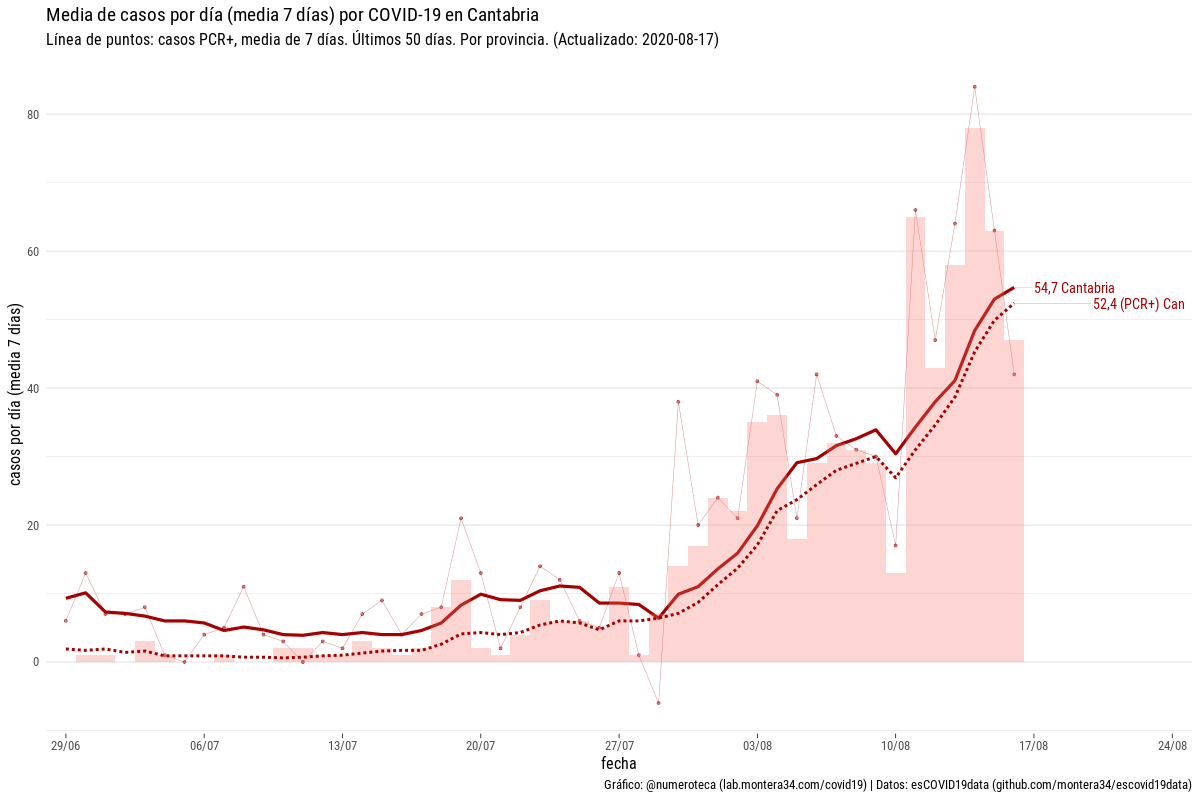 Media de casos por día (media 7 días) por COVID-19 en Cantabria
Línea de puntos: casos PCR+, media de 7 días. Últimos 50 días. Por provincia. (Actualizado: 2020-08-17)
casos por día (media 7 días)
80
60
40
20
0
54,7 Cantabria
52,4 (PCR+) Can
29/06
06/07
13/07
20/07
27/07
03/08
10/08
17/08
24/08
fecha
Gráfico: @numeroteca (lab.montera34.com/covid19) | Datos: esCOVID19data (github.com/montera34/escovid19data)